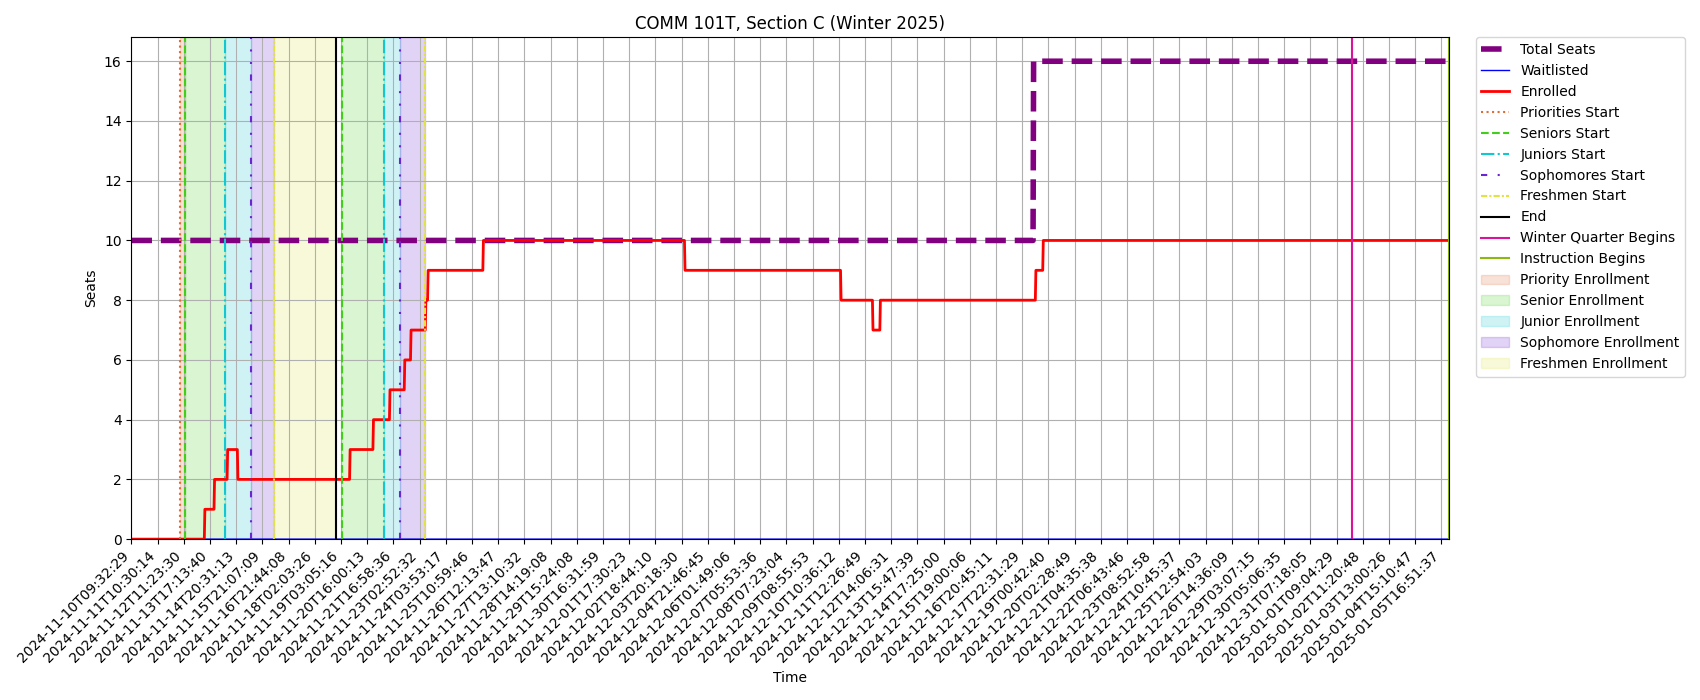 COMM 101T, Section C (Winter 2025)
Total Seats
Waitlisted
Enrolled
Priorities Start
Seniors Start
Juniors Start
Sophomores Start
Freshmen Start
End
Winter Quarter Begins
Instruction Begins
Priority Enrollment
Senior Enrollment
Junior Enrollment
Sophomore Enrollment
Freshmen Enrollment
Seats
16
14
12
10
8
6
4
2
0
2024-11-10T09:32:29
2024-11-11T10:30:14
2024-11-12T11:23:30
2024-11-13T17:13:40
2024-11-14T20:31:13
2024-11-15T21:07:09
2024-11-16T21:44:08
2024-11-18T02:03:26
2024-11-19T03:05:16
2024-11-20T16:00:13
2024-11-21T16:58:36
2024-11-23T23:52:32
2024-11-24T03:53:17
2024-11-25T10:59:46
2024-11-26T12:13:47
2024-11-27T13:10:32
2024-11-28T14:19:08
2024-11-29T15:24:08
2024-11-30T16:31:59
2024-12-01T17:30:23
2024-12-02T18:44:10
2024-12-03T20:18:30
2024-12-04T21:46:45
2024-12-06T01:49:06
2024-12-07T05:53:36
2024-12-08T07:23:04
2024-12-09T08:55:53
2024-12-10T10:36:12
2024-12-11T12:26:49
2024-12-12T14:06:31
2024-12-13T15:47:39
2024-12-14T17:25:00
2024-12-15T19:00:06
2024-12-16T20:45:11
2024-12-17T22:31:29
2024-12-19T00:42:40
2024-12-20T02:28:49
2024-12-21T04:35:38
2024-12-22T06:43:46
2024-12-23T08:52:58
2024-12-24T10:45:37
2024-12-25T12:54:03
2024-12-26T14:36:09
2024-12-29T03:07:15
2024-12-30T05:06:35
2024-12-31T07:18:05
2025-01-01T09:04:29
2025-01-02T11:20:48
2025-01-03T13:00:26
2025-01-04T15:10:47
2025-01-05T16:51:37
Time